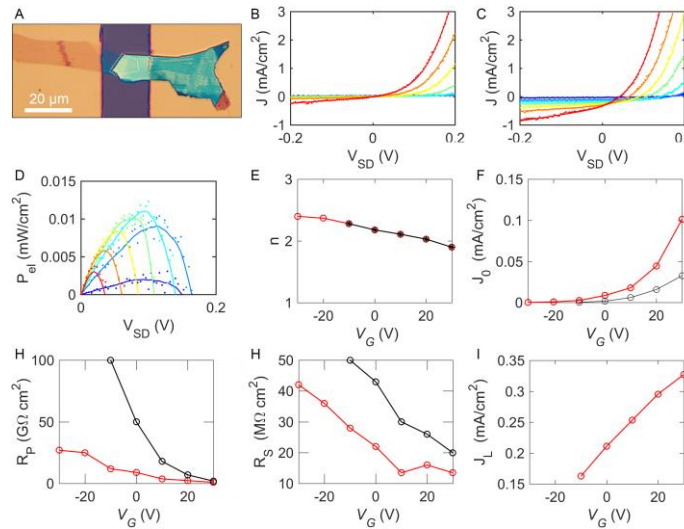 A
20 μm
B
J (mA/cm²)
3
2
1
0
1
-0.2
0
0.2
V_SD (V)
C
J (mA/cm²)
3
2
1
0
1
-0.2
0
0.2
V_SD (V)
D
P_el (mW/cm²)
0.015
0.01
0.005
0
0
0.1
0.2
V_SD (V)
E
n
3
2
1
-20
0
20
V_G (V)
F
J_0 (mA/cm²)
0.15
0.1
0.05
0
-20
0
20
V_G (V)
H
R_P (GΩ cm²)
100
50
0
-20
0
20
V_G (V)
H
R_S (MΩ cm²)
50
40
30
20
10
0
-20
0
20
V_G (V)
I
J_L (mA/cm²)
0.35
0.3
0.25
0.2
0.15
-20
0
20
V_G (V)